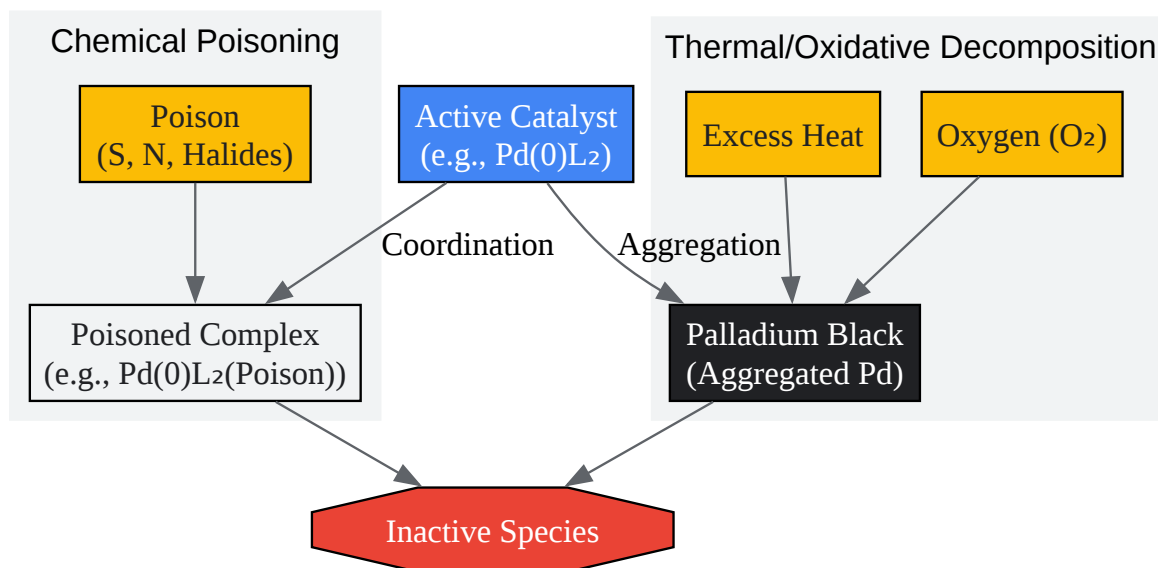 Chemical Poisoning
Thermal/Oxidative Decomposition
Poison
(S, N, Halides)
Active Catalyst
(e.g., Pd(0)L₂)
Excess Heat
Oxygen (O₂)
Coordination
Aggregation
Poisoned Complex
(e.g., Pd(0)L₂(Poison))
Palladium Black
(Aggregated Pd)
Inactive Species